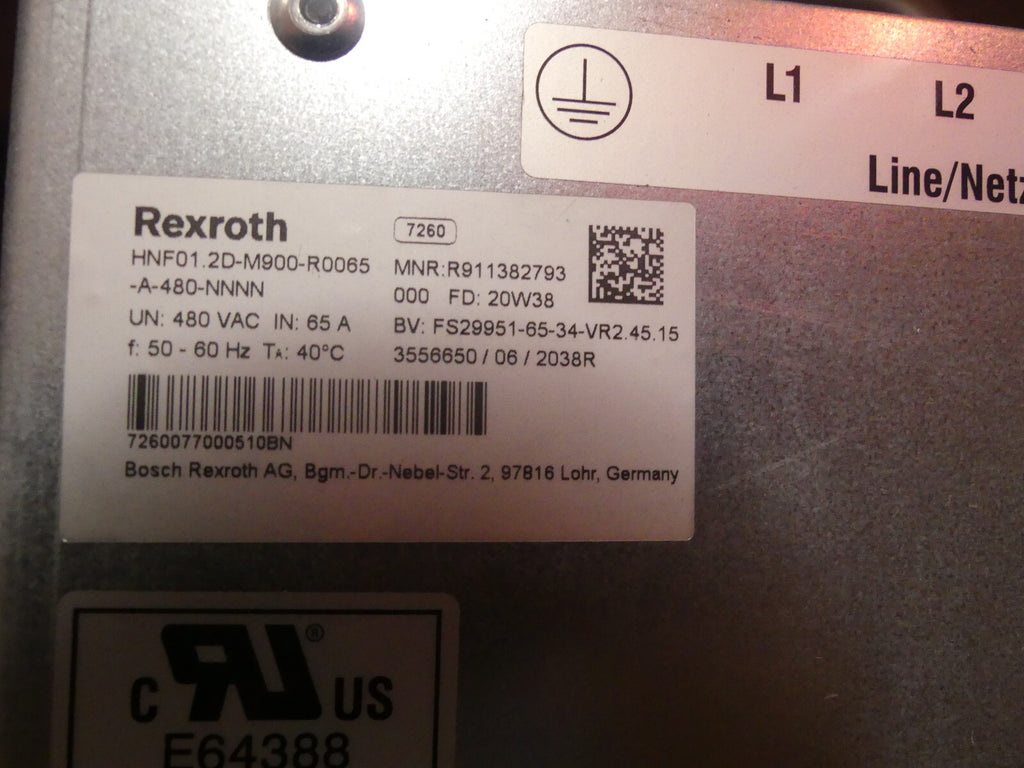 L1 L2
Line/Netz
Rexroth 7260
HNF01.2D-M900-R0065
-A-480-NNNN
MNR:R911382793
000 FD: 20W38
UN: 480 VAC IN: 65 A
BV: FS29951-65-34-VR2.45.15
f: 50 - 60 Hz TA: 40°C
3556650 / 06 / 2038R
7260077000510BN
Bosch Rexroth AG, Bgm.-Dr.-Nebel-Str. 2, 97816 Lohr, Germany
C RU ® US
E64388